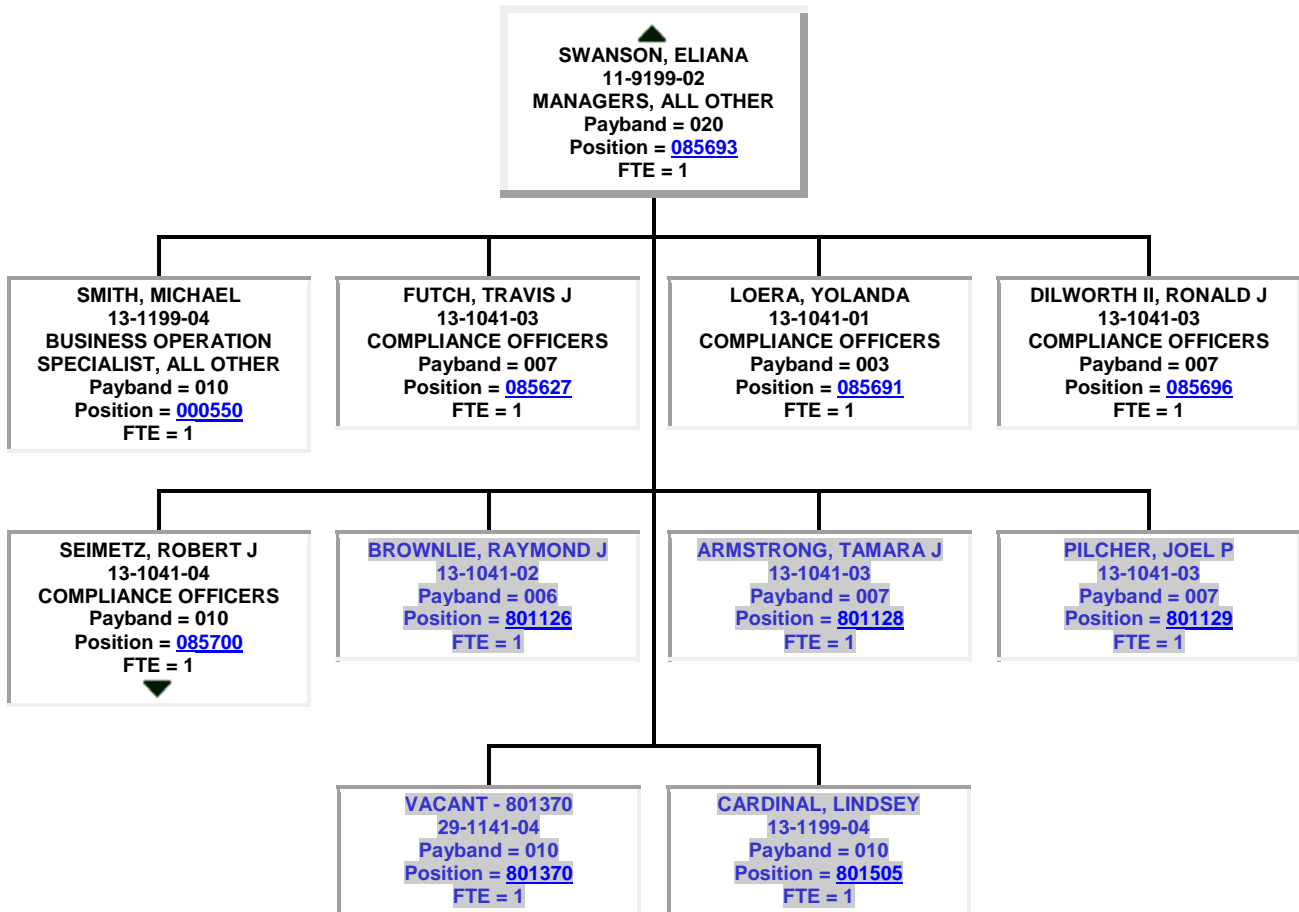 SWANSON, ELIANA
11-9199-02
MANAGERS, ALL OTHER
Payband = 020
Position = 085693
FTE = 1
SMITH, MICHAEL
13-1199-04
BUSINESS OPERATION
SPECIALIST, ALL OTHER
Payband = 010
Position = 000550
FTE = 1
FUTCH, TRAVIS J
13-1041-03
COMPLIANCE OFFICERS
Payband = 007
Position = 085627
FTE = 1
LOERA, YOLANDA
13-1041-01
COMPLIANCE OFFICERS
Payband = 003
Position = 085691
FTE = 1
DILWORTH II, RONALD J
13-1041-03
COMPLIANCE OFFICERS
Payband = 007
Position = 085696
FTE = 1
SEIMETZ, ROBERT J
13-1041-04
COMPLIANCE OFFICERS
Payband = 010
Position = 085700
FTE = 1
BROWNLIE, RAYMOND J
13-1041-02
Payband = 006
Position = 801126
FTE = 1
ARMSTRONG, TAMARA J
13-1041-03
Payband = 007
Position = 801128
FTE = 1
PILCHER, JOEL P
13-1041-03
Payband = 007
Position = 801129
FTE = 1
VACANT - 801370
29-1141-04
Payband = 010
Position = 801370
FTE = 1
CARDINAL, LINDSEY
13-1199-04
Payband = 010
Position = 801505
FTE = 1